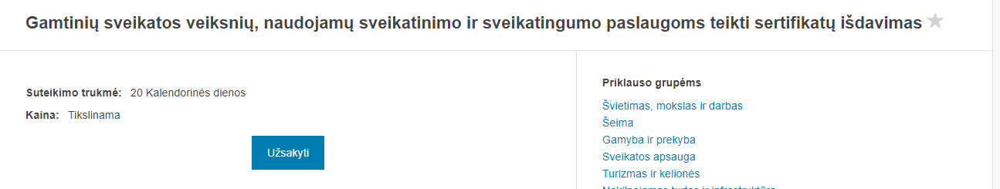 Gamtinių sveikatos veiksnių, naudojamų sveikatinimo ir sveikatingumo paslaugoms teikti sertifikatų išdavimas
Suteikimo trukmė: 20 Kalendorinės dienos
Kaina: Tikslinama
Užsakyti
Priklauso grupėms
Švietimas, mokslas ir darbas
Šeima
Gamyba ir prekyba
Sveikatos apsauga
Turizmas ir kelionės